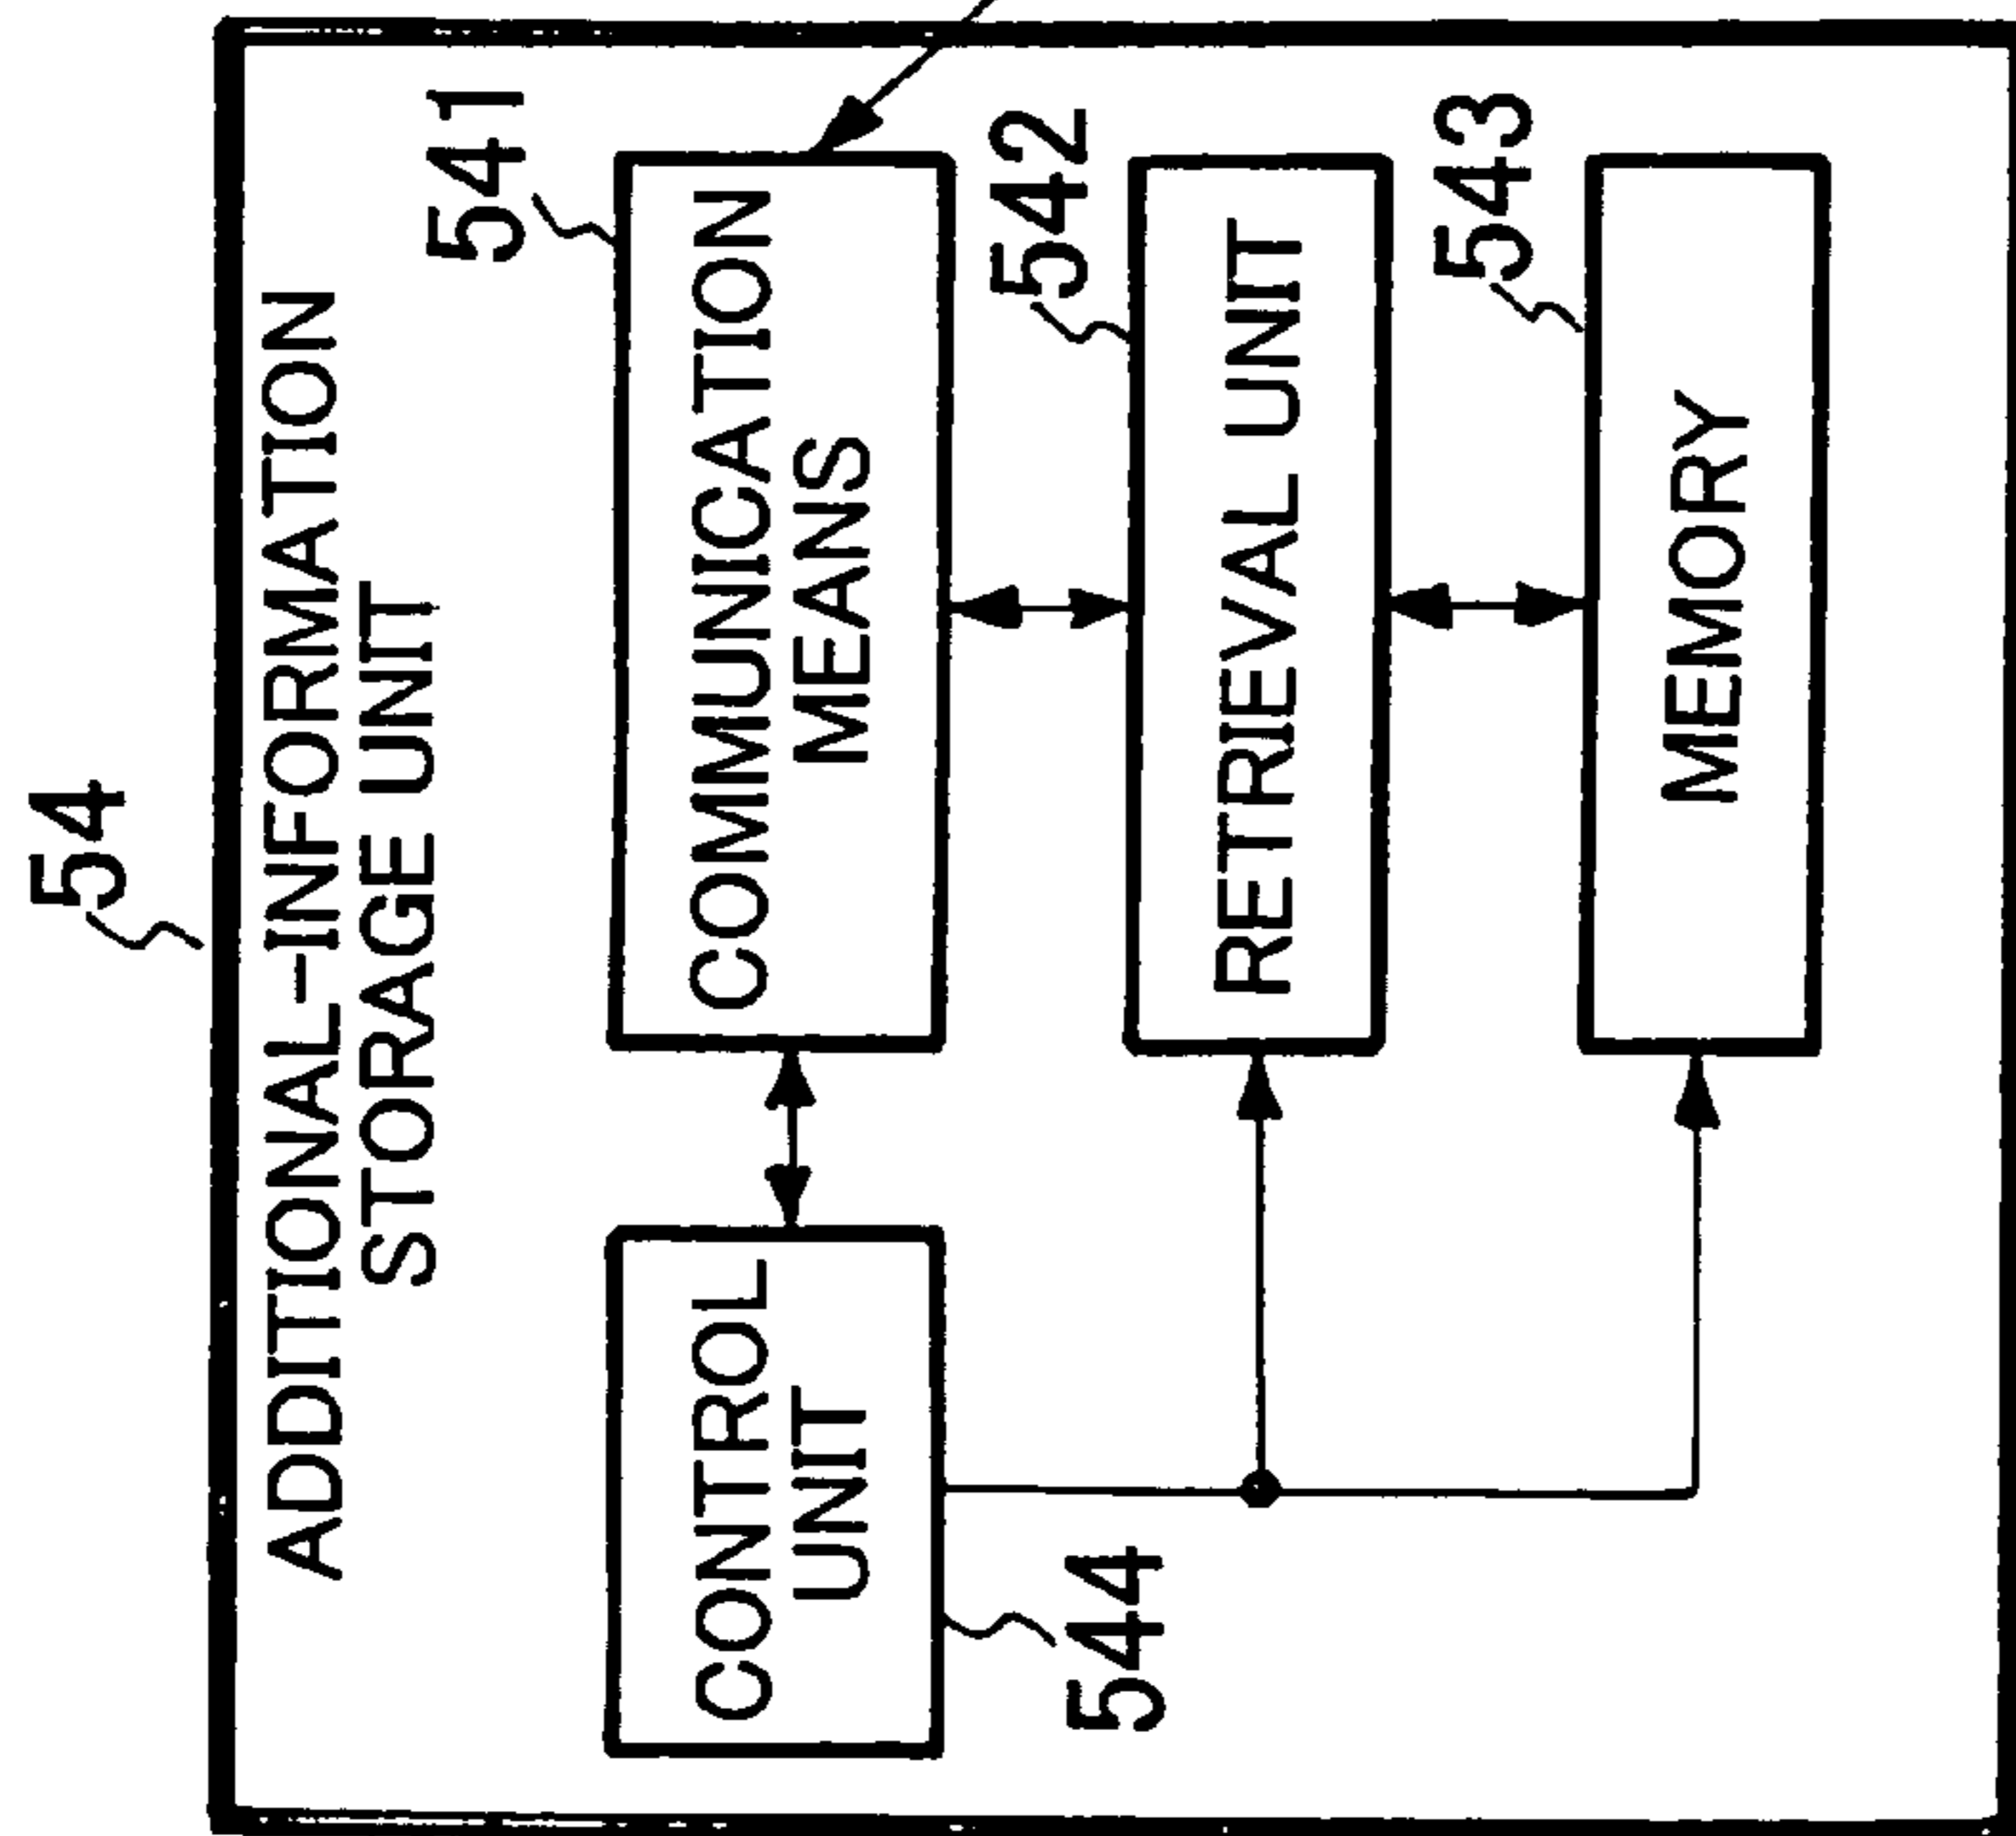 54
ADDITIONAL-INFORMATION
STORAGE UNIT
541
CONTROL
UNIT
COMMUNICATION
MEANS
544
542
RETRIEVAL UNIT
543
MEMORY